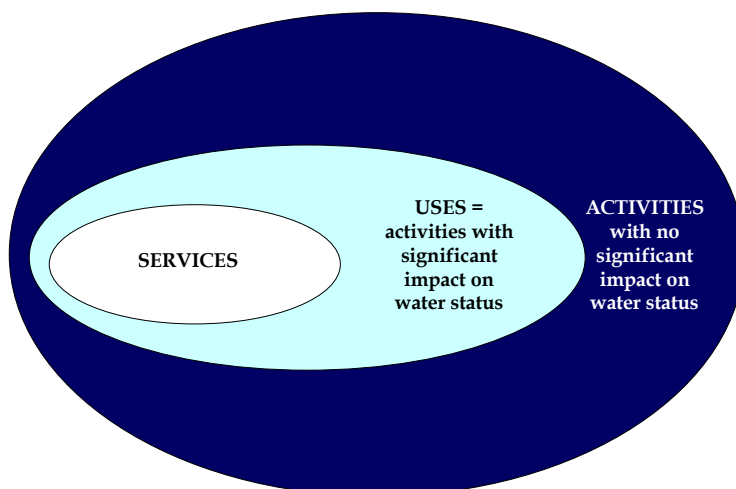 SERVICES
USES =
activities with
significant
impact on
water status
ACTIVITIES
with no
significant
impact on
water status